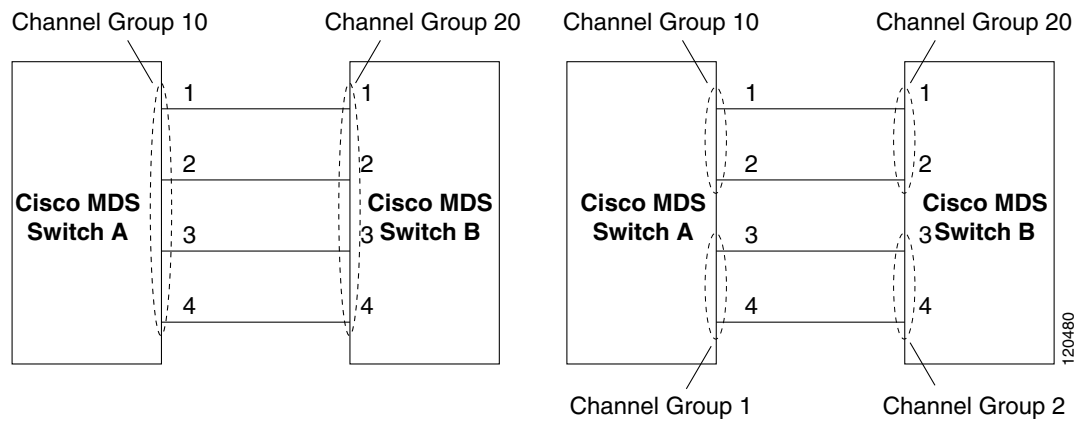 Channel Group 10
Channel Group 20
1
1
2
2
Cisco MDS
Switch A
Cisco MDS
Switch B
3
3
4
4
Channel Group 10
Channel Group 20
1
1
2
2
Cisco MDS
Switch A
Cisco MDS
Switch B
3
3
4
4
Channel Group 1
Channel Group 2
120480